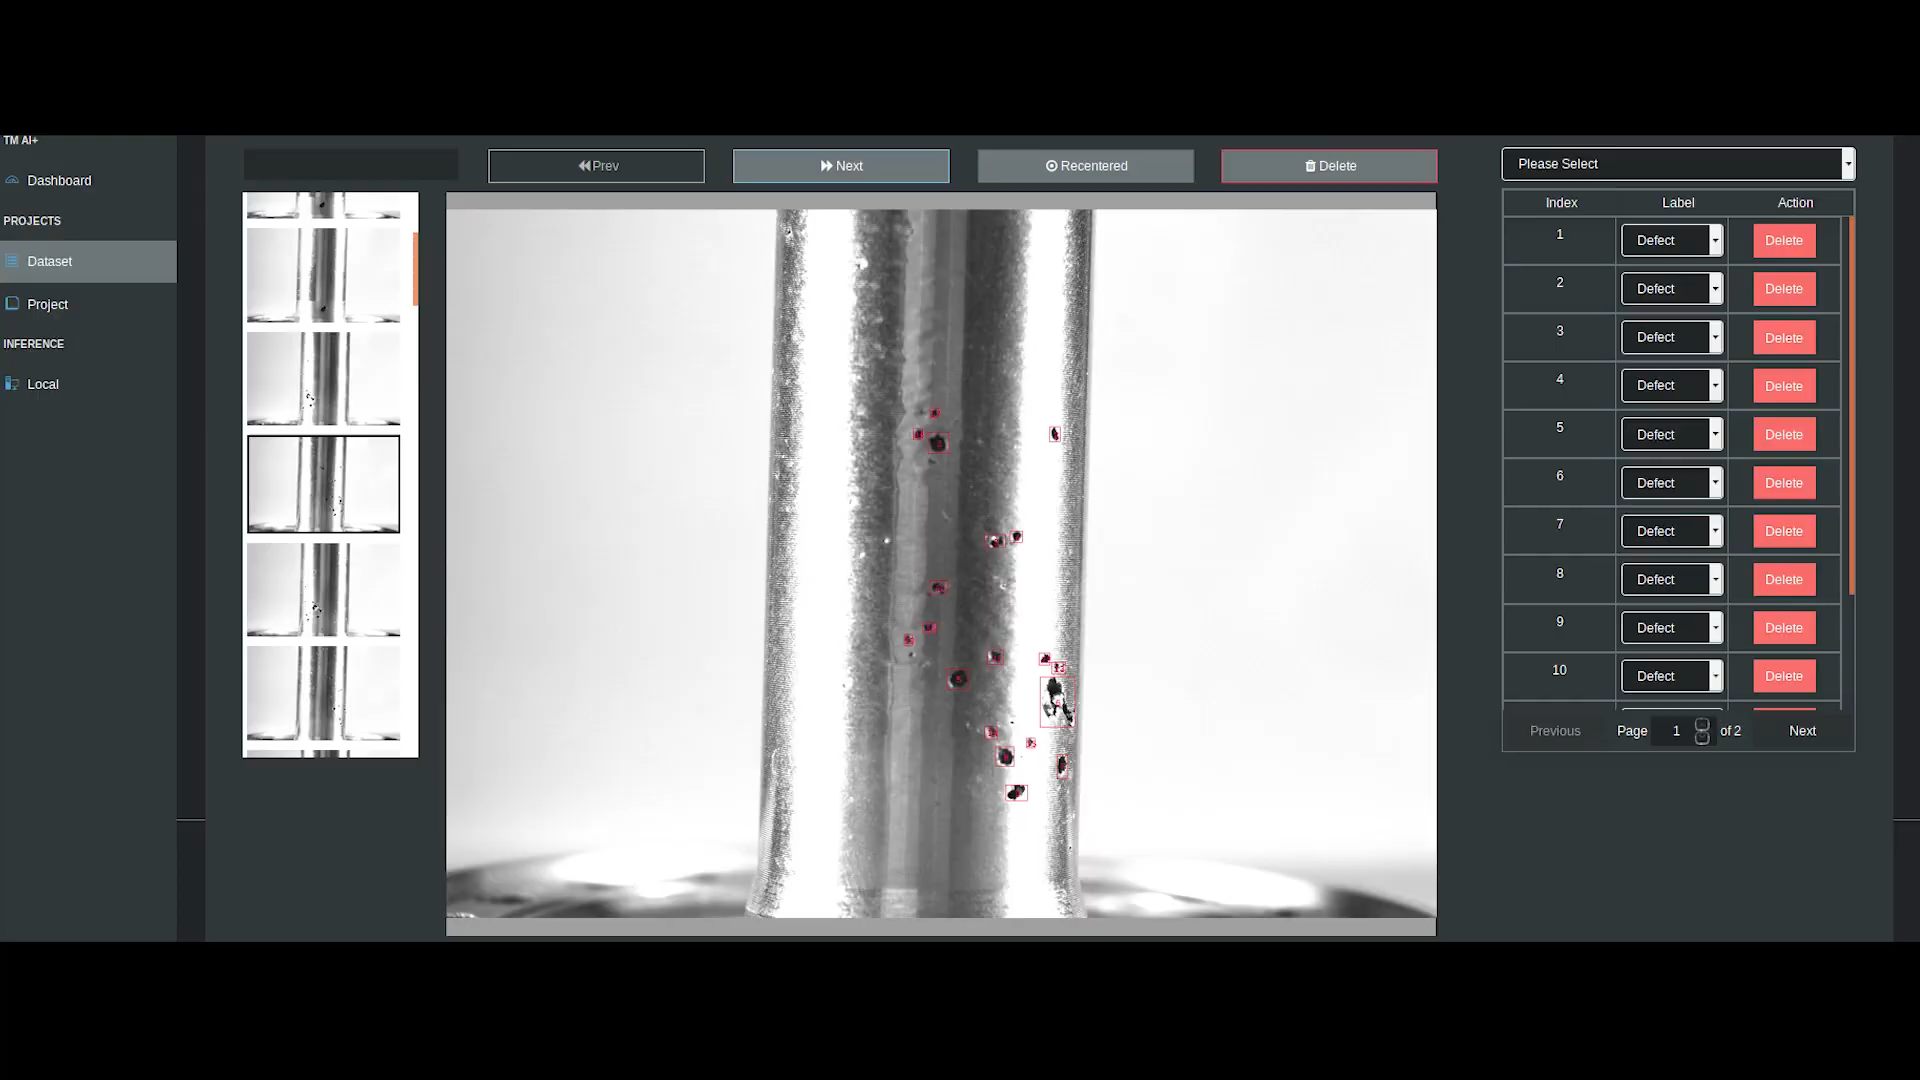 TM AI+
Dashboard
PROJECTS
Dataset
Project
INFERENCE
Local
Prev
Next
Recentered
Delete
Please Select
Index Label Action
1 Defect Delete
2 Defect Delete
3 Defect Delete
4 Defect Delete
5 Defect Delete
6 Defect Delete
7 Defect Delete
8 Defect Delete
9 Defect Delete
10 Defect Delete
Previous Page 1 of 2 Next